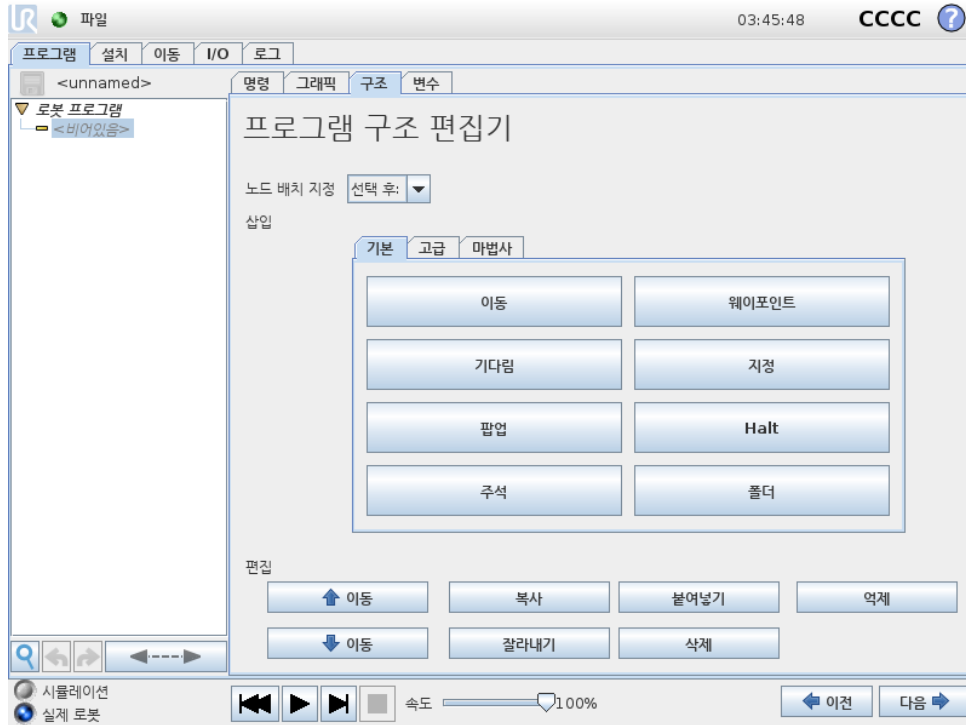 UR 파일 03:45:48 CCCC ?
프로그램 설치 이동 I/O 로그
<unnamed> 명령 그래픽 구조 변수
로봇 프로그램
<비어있음>
프로그램 구조 편집기
노드 배치 지정 선택 후:
삽입
기본 고급 마법사
이동 웨이포인트
기다림 지정
팝업 Halt
주석 폴더
편집
이동 복사 붙여넣기 억제
이동 잘라내기 삭제
시뮬레이션
실제 로봇
속도 100% 이전 다음